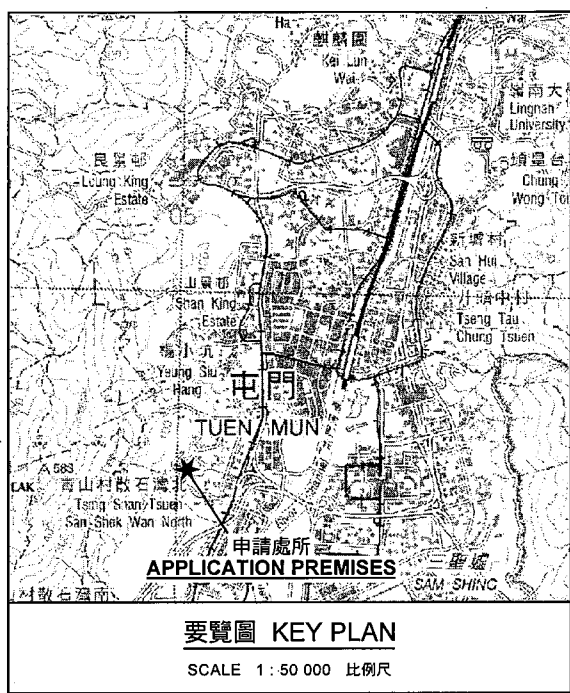 Ha
Wai
麒麟圍
Kei Lun
Wai
嶺南大學
Lingnan
University
良景邨
Leung King
Estate
05
Chung
Wong Toi
新墟村
San Hui
Village
山景邨
Shan King
Estate
井頭中村
Tseng Tau
Chung Tsuen
楊小坑
Yeung Siu
Hang
屯門
TUEN MUN
583
LAK
青山村散石灣北
Tsing Shan Tsuen
San Shek Wan North
申請處所
APPLICATION PREMISES
三聖墟
SAM SHING
要覽圖 KEY PLAN
SCALE 1 : 50 000 比例尺